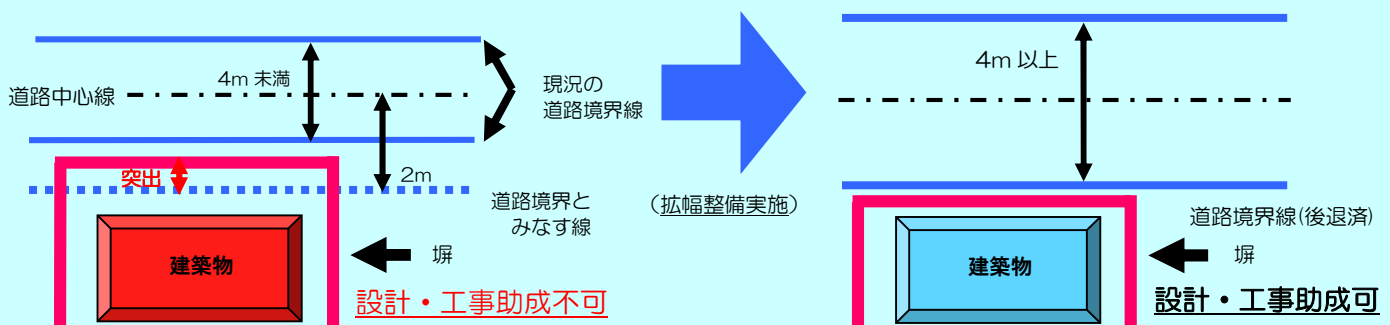 道路中心線
4m 未満
現況の
道路境界線
突出
2m
道路境界と
みなす線
建築物
塀
設計・工事助成不可
（拡幅整備実施）
4m 以上
道路境界線(後退済)
建築物
塀
設計・工事助成可